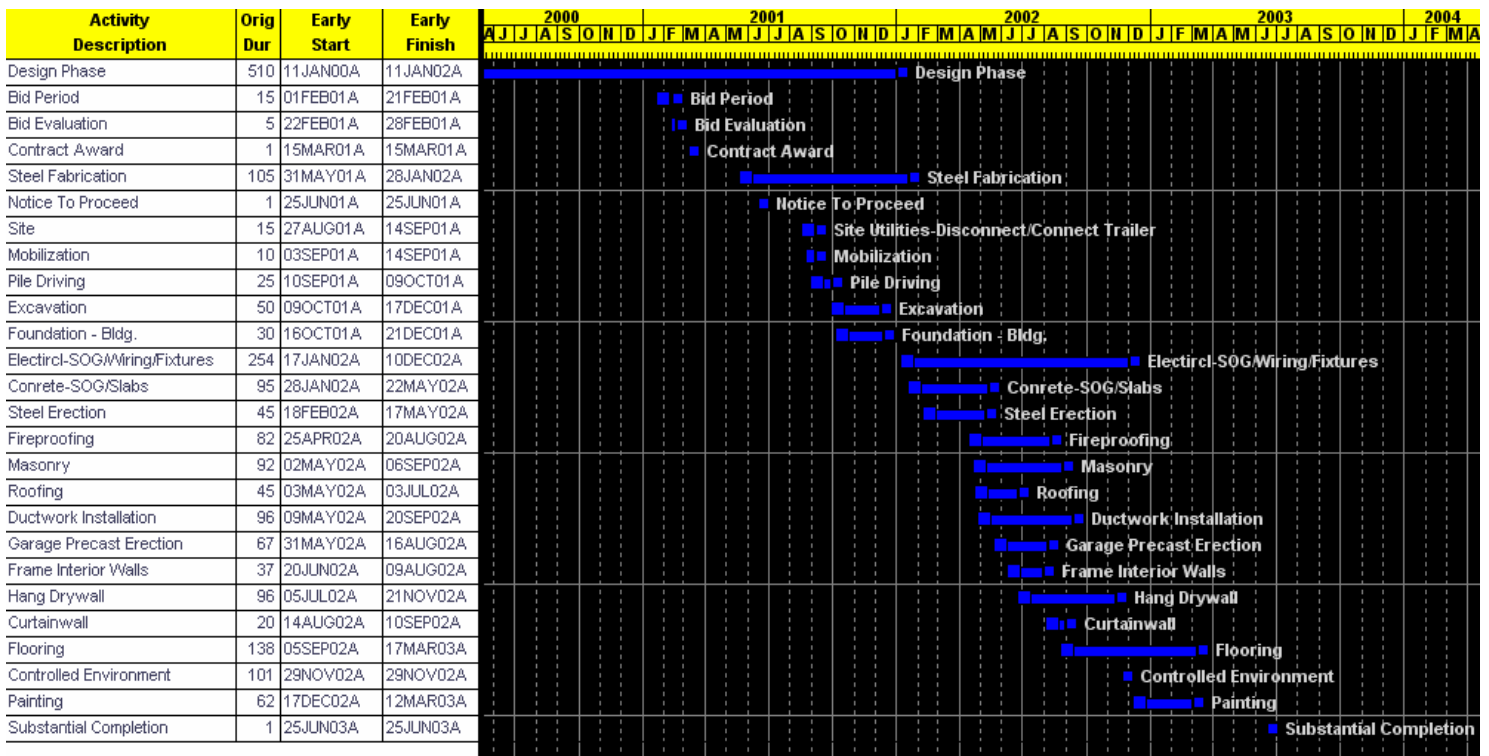 Activity Orig Early Early 2000 2001 2002 2003 2004
Description Dur Start Finish A J J A S O N D J F M A M J J A S O N D J F M A M J J A S O N D J F M A M J J A S O N D J F M A
Design Phase 510 11JAN00A 11JAN02A Design Phase
Bid Period 15 01FEB01A 21FEB01A Bid Period
Bid Evaluation 5 22FEB01A 28FEB01A Bid Evaluation
Contract Award 1 15MAR01A 15MAR01A Contract Award
Steel Fabrication 105 31MAY01A 28JAN02A Steel Fabrication
Notice To Proceed 1 25JUN01A 25JUN01A Notice To Proceed
Site 15 27AUG01A 14SEP01A Site Utilities-Disconnect/Connect Trailer
Mobilization 10 03SEP01A 14SEP01A Mobilization
Pile Driving 25 10SEP01A 09OCT01A Pile Driving
Excavation 50 09OCT01A 17DEC01A Excavation
Foundation - Bldg. 30 16OCT01A 21DEC01A Foundation - Bldg.
Electircl-SOG/Wiring/Fixtures 254 17JAN02A 10DEC02A Electircl-SOG/Wiring/Fixtures
Conrete-SOG/Slabs 95 28JAN02A 22MAY02A Conrete-SOG/Slabs
Steel Erection 45 18FEB02A 17MAY02A Steel Erection
Fireproofing 82 25APR02A 20AUG02A Fireproofing
Masonry 92 02MAY02A 06SEP02A Masonry
Roofing 45 03MAY02A 03JUL02A Roofing
Ductwork Installation 96 09MAY02A 20SEP02A Ductwork Installation
Garage Precast Erection 67 31MAY02A 16AUG02A Garage Precast Erection
Frame Interior Walls 37 20JUN02A 09AUG02A Frame Interior Walls
Hang Drywall 96 05JUL02A 21NOV02A Hang Drywall
Curtainwall 20 14AUG02A 10SEP02A Curtainwall
Flooring 138 05SEP02A 17MAR03A Flooring
Controlled Environment 101 29NOV02A 29NOV02A Controlled Environment
Painting 62 17DEC02A 12MAR03A Painting
Substantial Completion 1 25JUN03A 25JUN03A Substantial Completion